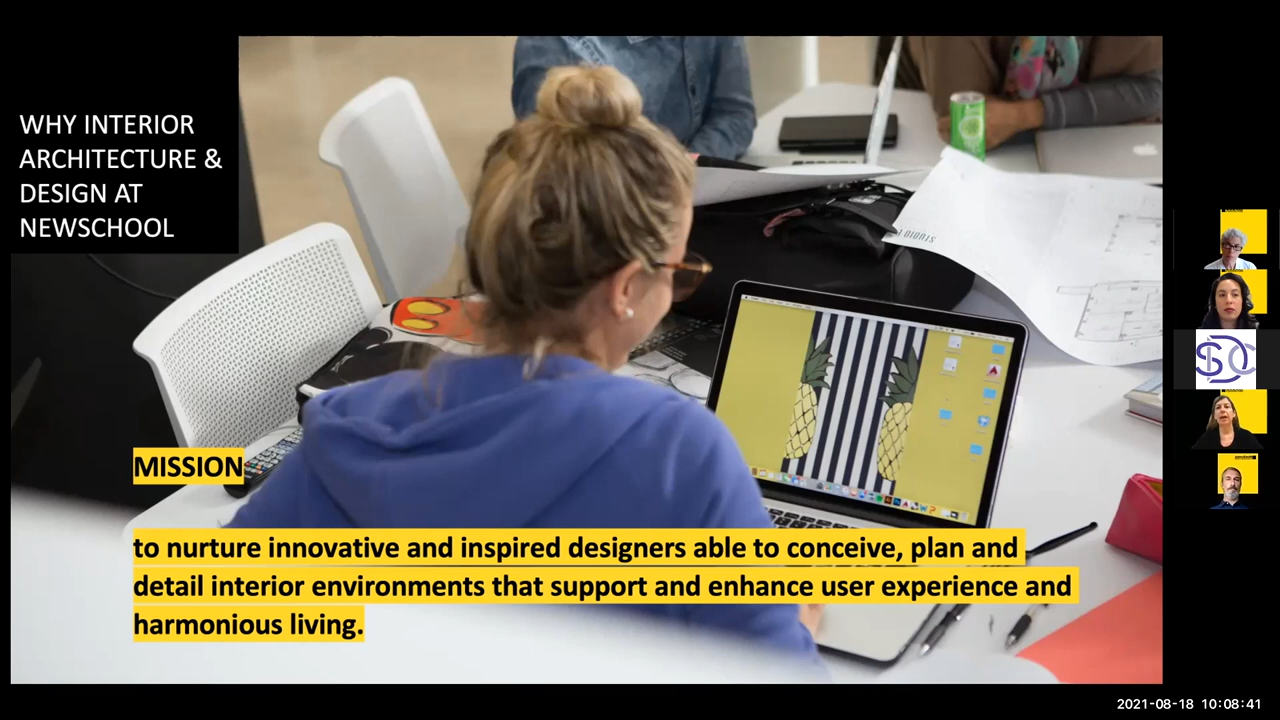 WHY INTERIOR
ARCHITECTURE &
DESIGN AT
NEWSCHOOL
MISSION
to nurture innovative and inspired designers able to conceive, plan and
detail interior environments that support and enhance user experience and
harmonious living.
SDC
2021-08-18 10:08:41